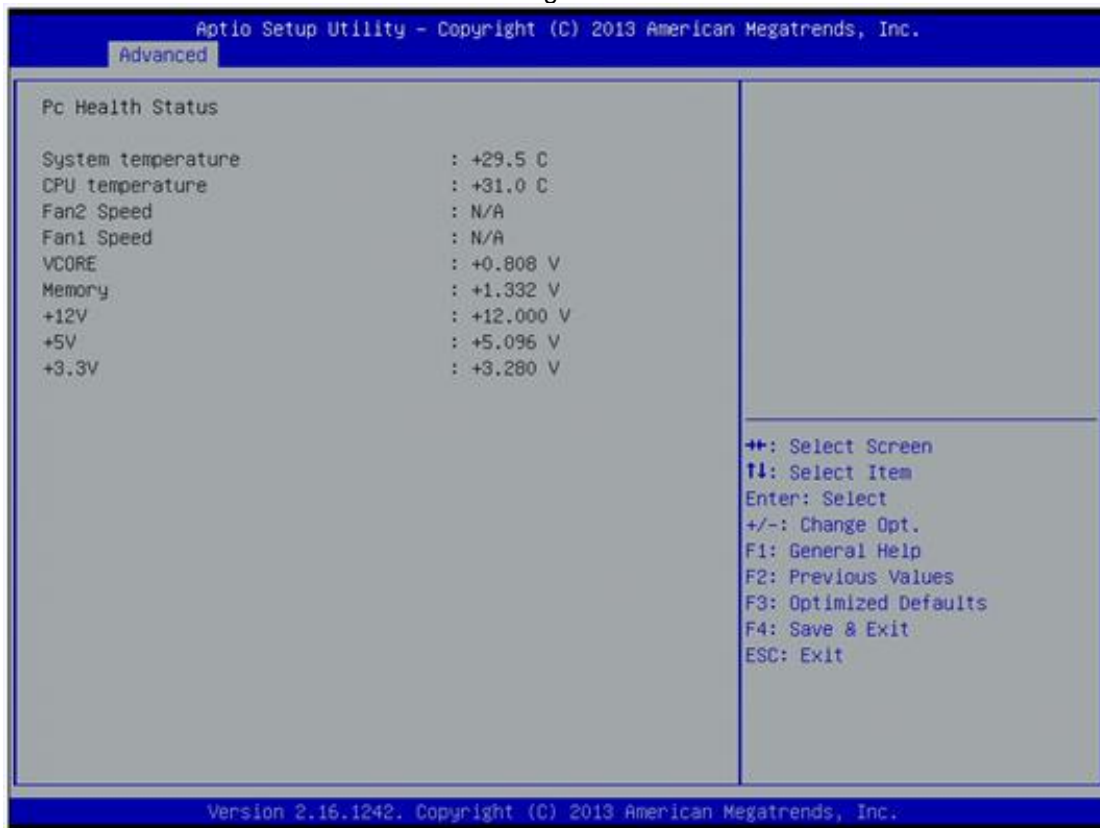 Aptio Setup Utility – Copyright (C) 2013 American Megatrends, Inc.
Advanced
Pc Health Status
System temperature : +29.5 C
CPU temperature : +31.0 C
Fan2 Speed : N/A
Fan1 Speed : N/A
VCORE : +0.808 V
Memory : +1.332 V
+12V : +12.000 V
+5V : +5.096 V
+3.3V : +3.280 V
→←: Select Screen
↑↓: Select Item
Enter: Select
+/-: Change Opt.
F1: General Help
F2: Previous Values
F3: Optimized Defaults
F4: Save & Exit
ESC: Exit
Version 2.16.1242. Copyright (C) 2013 American Megatrends, Inc.